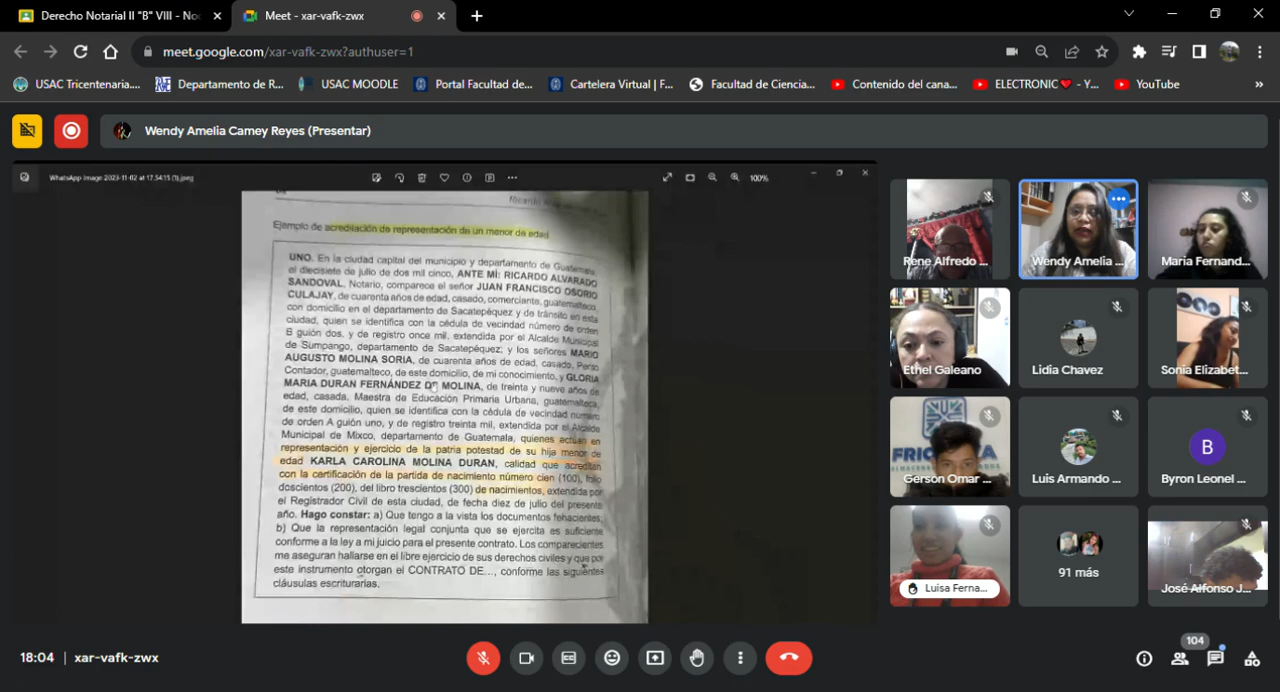 Derecho Notarial II "B" VIII - No
Meet - xar-vafk-zwx
meet.google.com/xar-vafk-zwx?authuser=1
USAC Tricentenaria....
Departamento de R...
USAC MOODLE
Portal Facultad de...
Cartelera Virtual | F...
Facultad de Ciencia...
Contenido del cana...
ELECTRONIC❤ - Y...
YouTube
»
Wendy Amelia Camey Reyes (Presentar)
WhatsApp Image 2023-11-02 at 17.54.15 (1).jpeg
100%
Ricardo
Ejemplo de acreditación de representación de un menor de edad
UNO. En la ciudad capital del municipio y departamento de Guatemala,
el diecisiete de julio de dos mil cinco, ANTE MÍ: RICARDO ALVARADO
SANDOVAL, Notario, comparece el señor JUAN FRANCISCO OSORIO
CULAJAY, de cuarenta años de edad, casado, comerciante, guatemalteco,
con domicilio en el departamento de Sacatepéquez y de tránsito en esta
ciudad, quien se identifica con la cédula de vecindad número de orden
B guión dos, y de registro once mil, extendida por el Alcalde Municipal
de Sumpango, departamento de Sacatepéquez; y los señores MARIO
AUGUSTO MOLINA SORIA, de cuarenta años de edad, casado, Perito
Contador, guatemalteco, de este domicilio, de mi conocimiento, y GLORIA
MARIA DURAN FERNÁNDEZ DE MOLINA, de treinta y nueve años de
edad, casada, Maestra de Educación Primaria Urbana, guatemalteca,
de este domicilio, quien se identifica con la cédula de vecindad número
de orden A guión uno, y de registro treinta mil, extendida por el Alcalde
Municipal de Mixco, departamento de Guatemala, quienes actúan en
representación y ejercicio de la patria potestad de su hija menor de
edad KARLA CAROLINA MOLINA DURAN, calidad que acreditan
con la certificación de la partida de nacimiento número cien (100), folio
doscientos (200), del libro trescientos (300) de nacimientos, extendida por
el Registrador Civil de esta ciudad, de fecha diez de julio del presente
año. Hago constar: a) Que tengo a la vista los documentos fehacientes;
b) Que la representación legal conjunta que se ejercita es suficiente
conforme a la ley a mi juicio para el presente contrato. Los comparecientes
me aseguran hallarse en el libre ejercicio de sus derechos civiles y que por
este instrumento otorgan el CONTRATO DE..., conforme las siguientes
cláusulas escriturarias.
Rene Alfredo ...
Wendy Amelia ...
Maria Fernand...
Ethel Galeano
Lidia Chavez
Sonia Elizabet...
FRIO
Gerson Omar ...
Luis Armando ...
B
Byron Leonel ...
Luisa Ferna...
91 más
José Alfonso J...
18:04 | xar-vafk-zwx
104